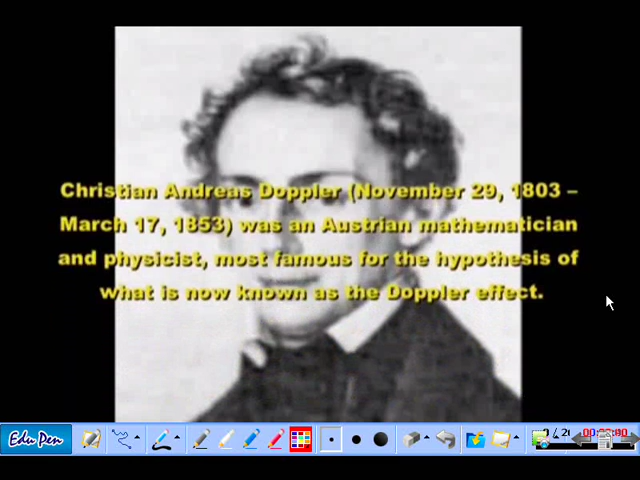 Christian Andreas Doppler (November 29, 1803 –
March 17, 1853) was an Austrian mathematician
and physicist, most famous for the hypothesis of
what is now known as the Doppler effect.
Edu Pen